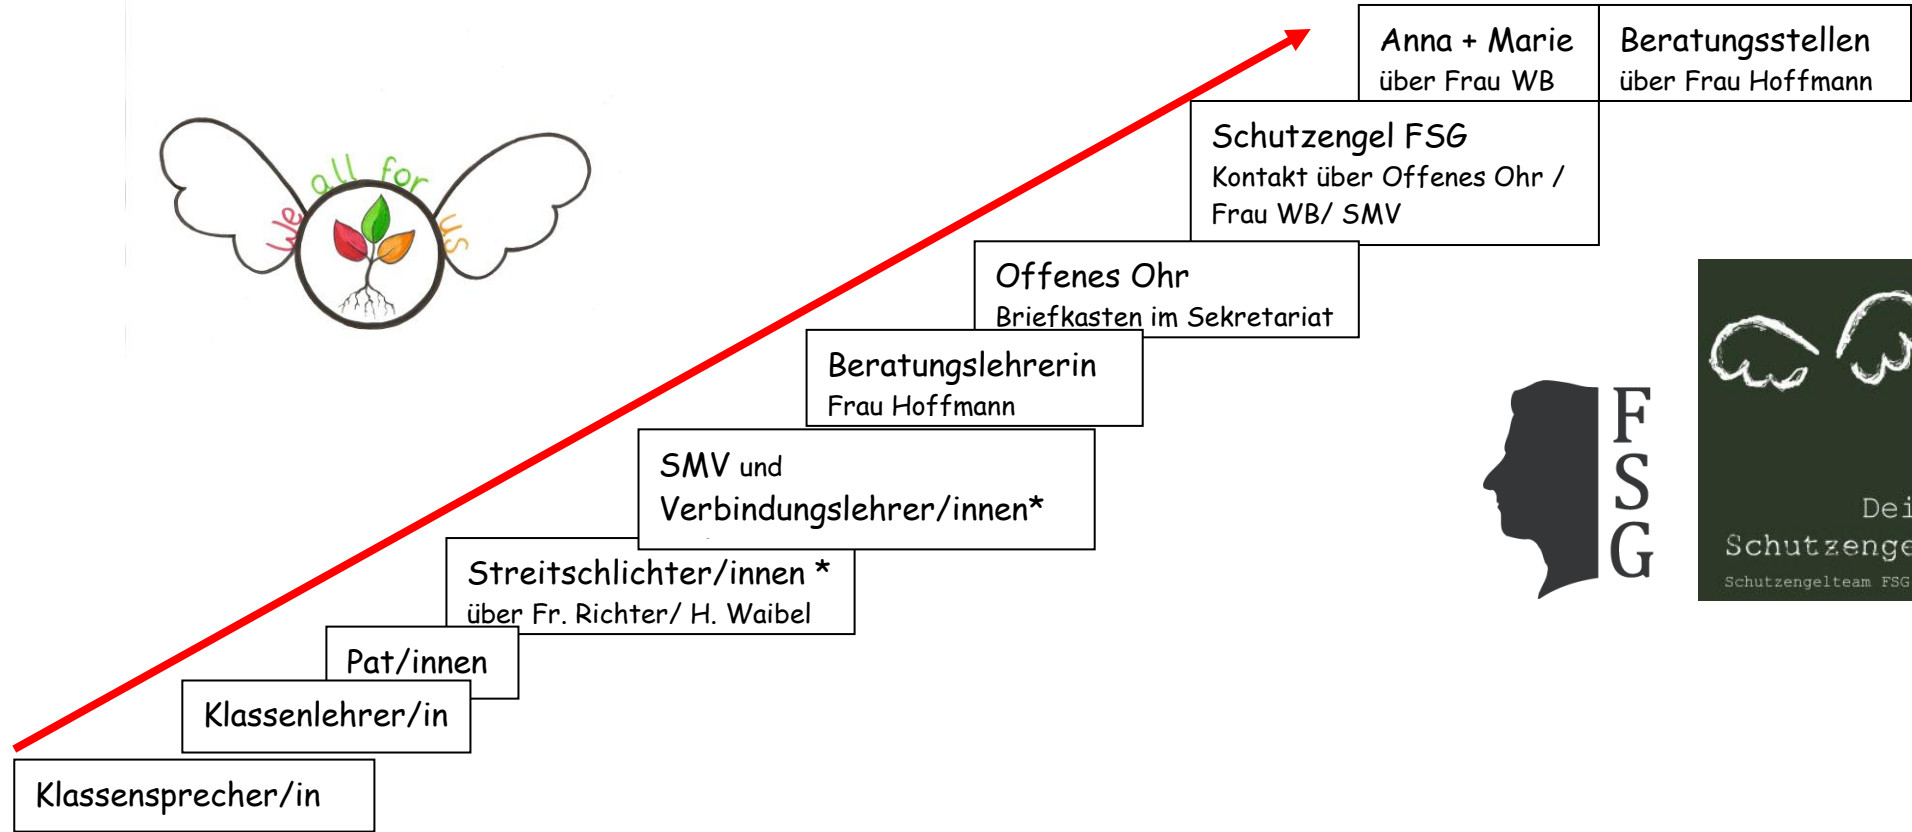 Anna + Marie
über Frau WB
Beratungsstellen
über Frau Hoffmann
Schutzengel FSG
Kontakt über Offenes Ohr /
Frau WB/ SMV
we all for us
Offenes Ohr
Briefkasten im Sekretariat
Beratungslehrerin
Frau Hoffmann
SMV und
Verbindungslehrer/innen*
Streitschlichter/innen *
über Fr. Richter/ H. Waibel
Pat/innen
Klassenlehrer/in
Klassensprecher/in
F
S
G
Dei
Schutzenge
Schutzengelteam FSG